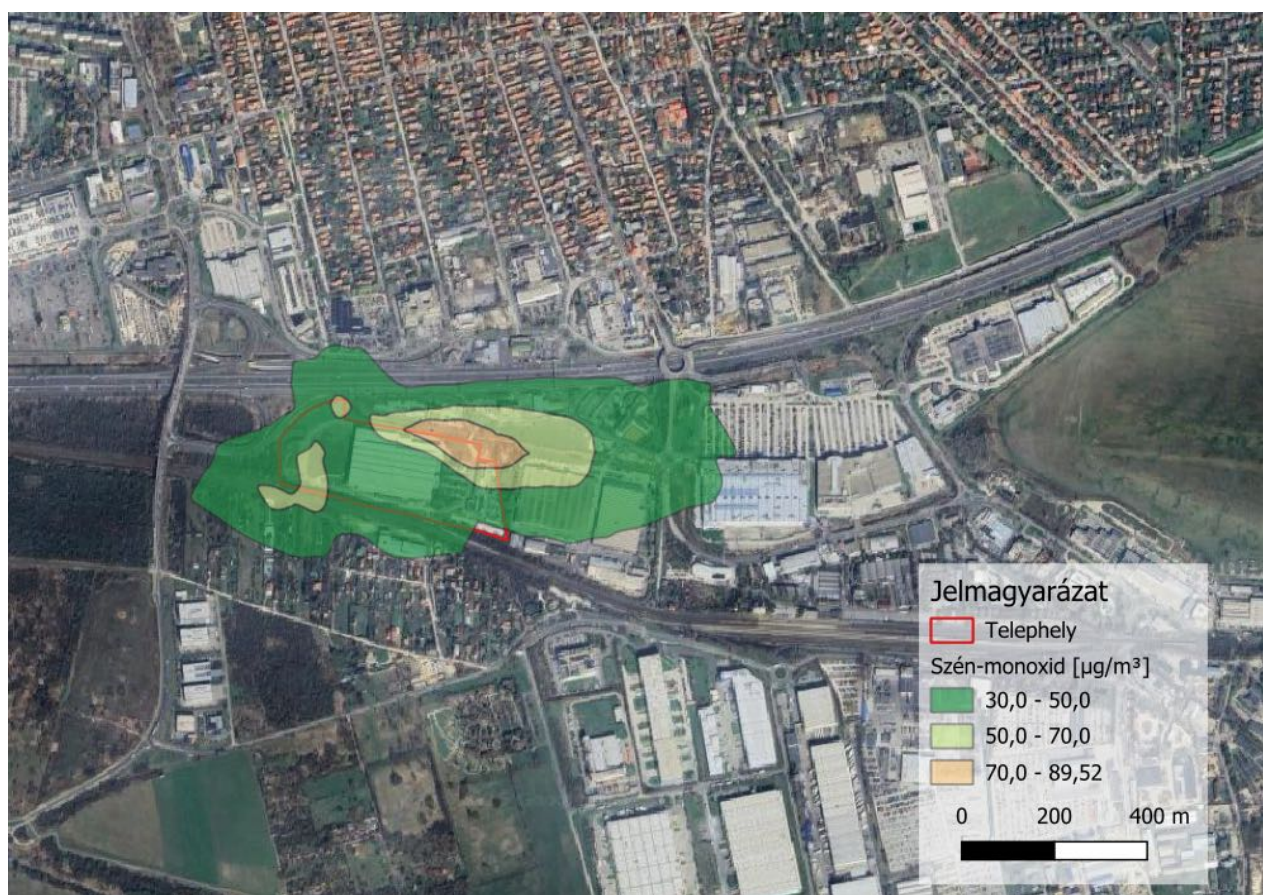 Jelmagyarázat
Telephely
Szén-monoxid [µg/m³]
30,0 - 50,0
50,0 - 70,0
70,0 - 89,52
0 200 400 m